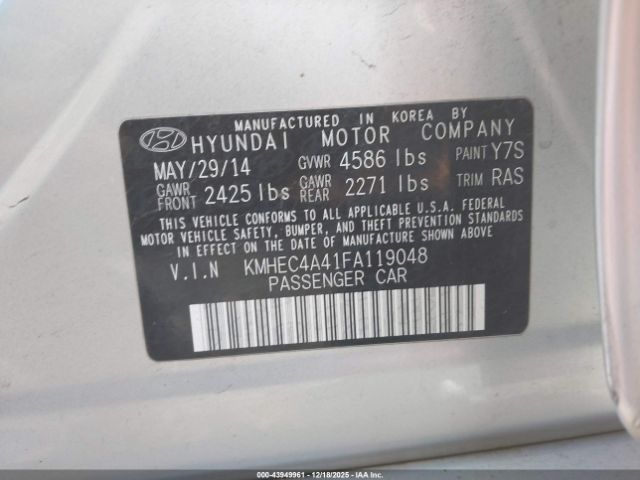 MANUFACTURED IN KOREA BY
HYUNDAI MOTOR COMPANY
MAY/29/14 GVWR 4586 lbs PAINT Y7S
GAWR FRONT 2425 lbs GAWR REAR 2271 lbs TRIM RAS
THIS VEHICLE CONFORMS TO ALL APPLICABLE U.S.A. FEDERAL
MOTOR VEHICLE SAFETY, BUMPER, AND THEFT PREVENTION STANDARDS
IN EFFECT ON THE DATE OF MANUFACTURE SHOWN ABOVE.
V.I.N KMHEC4A41FA119048
PASSENGER CAR
000-43949961 - 12/18/2025 - COPART.COM